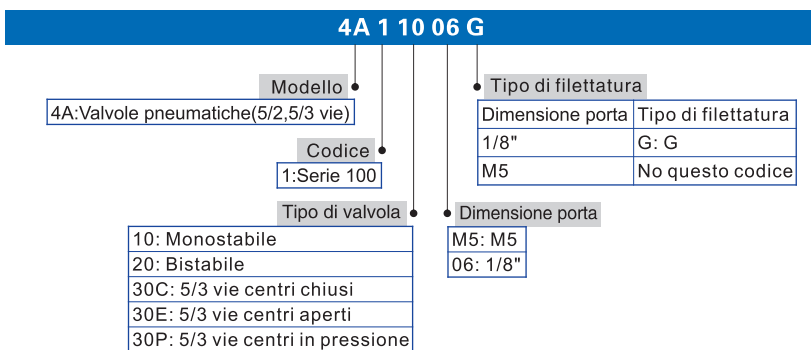 4A 1 10 06 G
Modello
4A:Valvole pneumatiche(5/2,5/3 vie)
Codice
1:Serie 100
Tipo di valvola
10: Monostabile
20: Bistabile
30C: 5/3 vie centri chiusi
30E: 5/3 vie centri aperti
30P: 5/3 vie centri in pressione
Dimensione porta
M5: M5
06: 1/8"
Tipo di filettatura
Dimensione porta Tipo di filettatura
1/8" G: G
M5 No questo codice